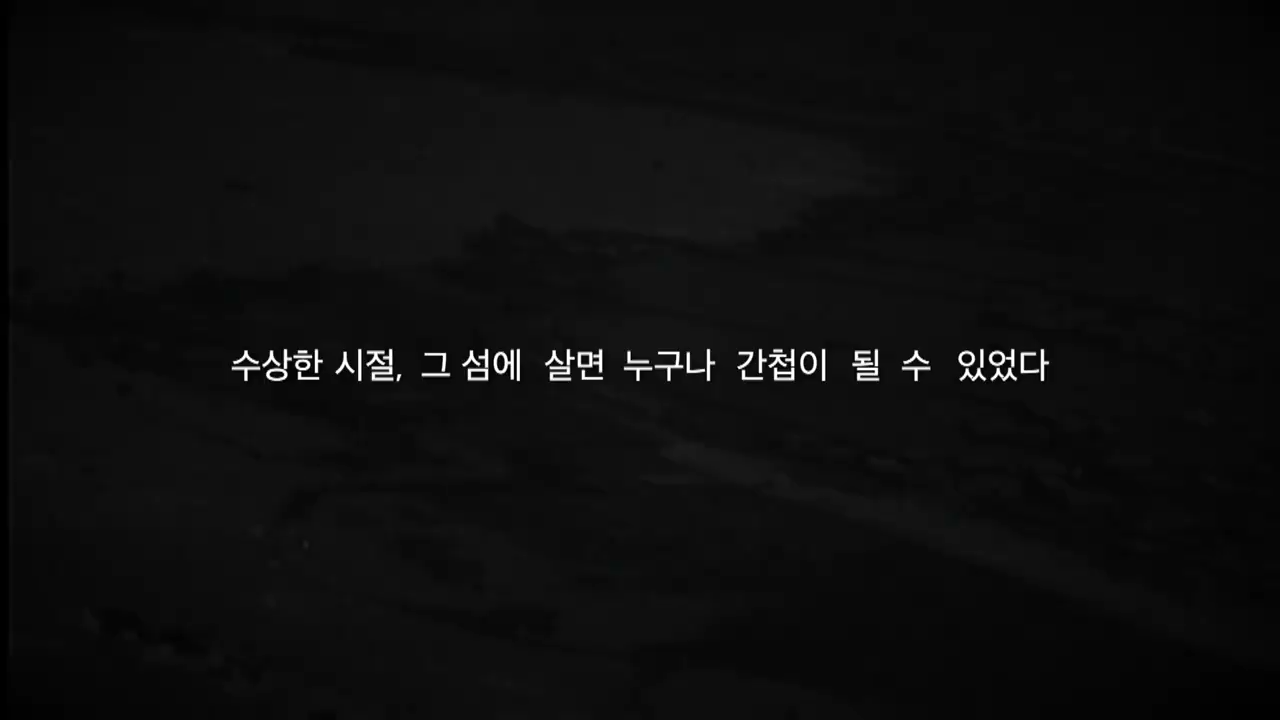 수상한 시절, 그 섬에 살면 누구나 간첩이 될 수 있었다